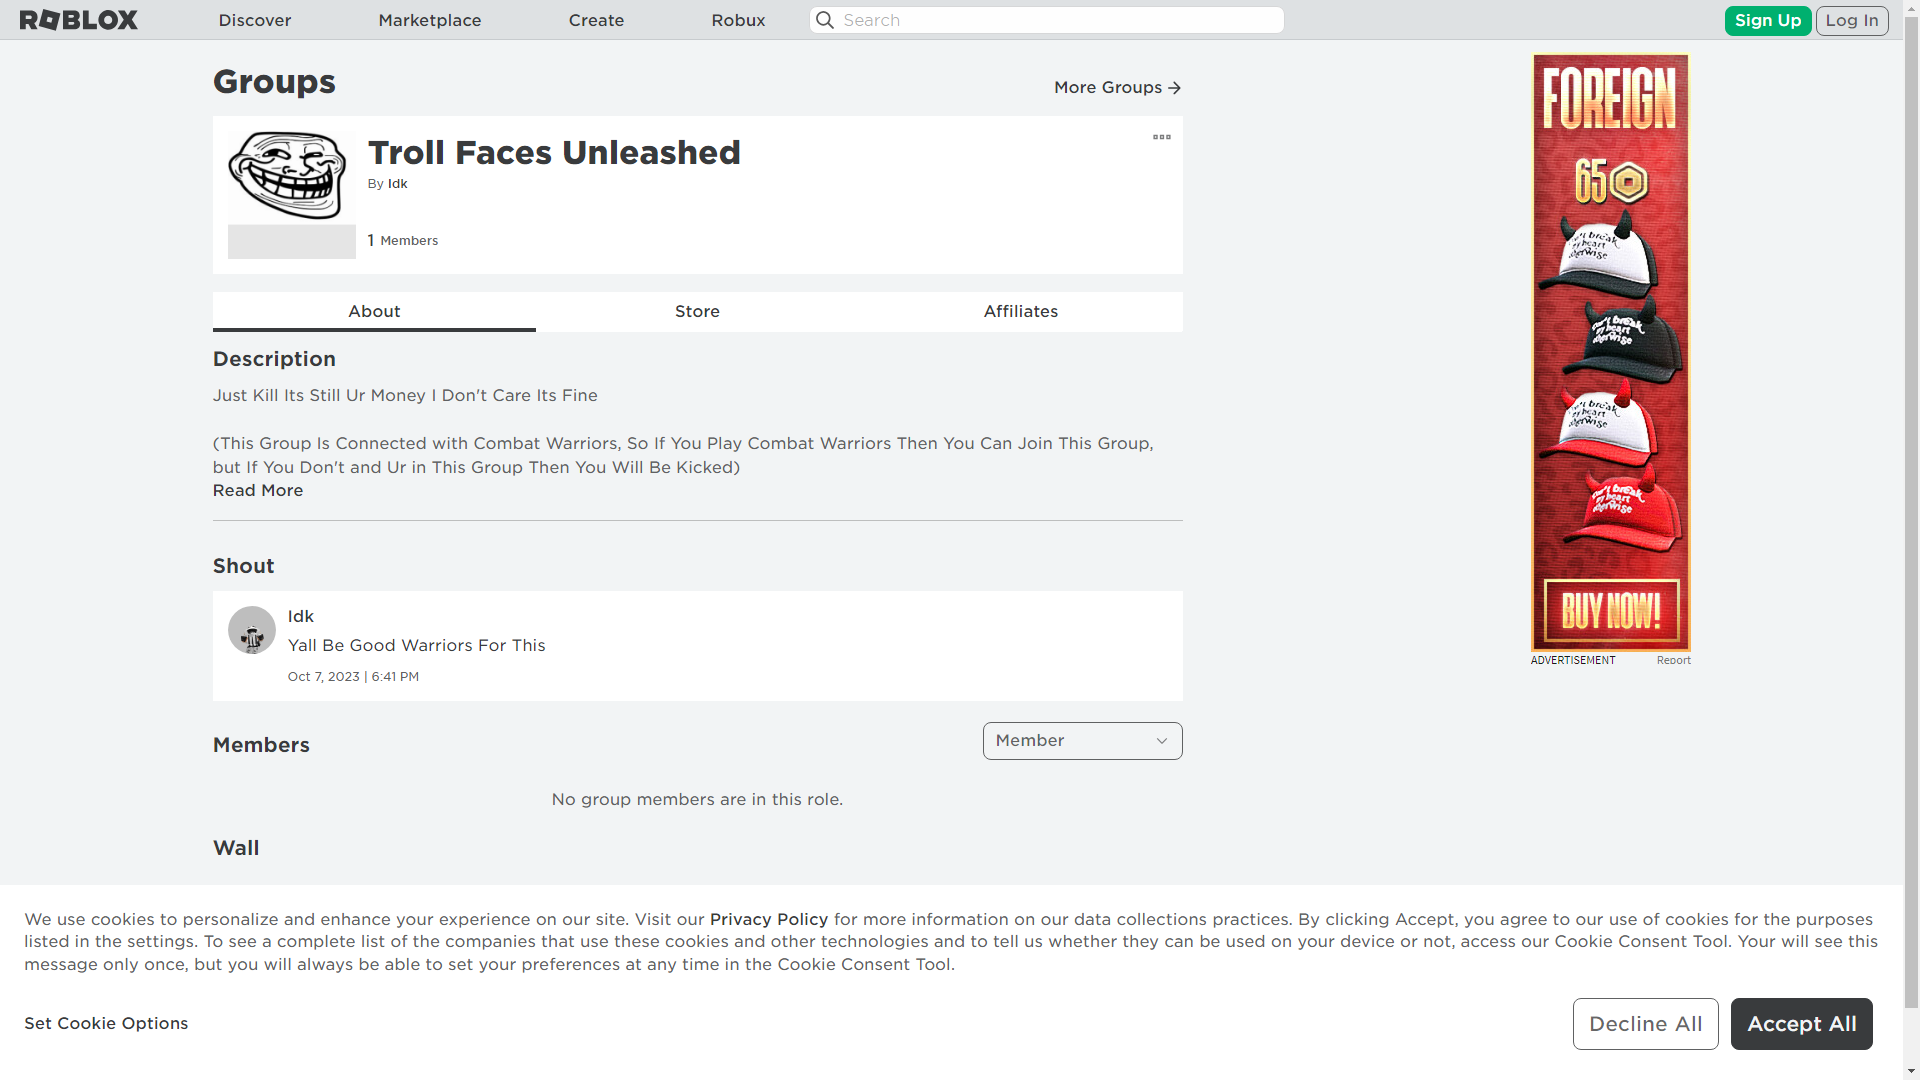 ROBLOX
Discover
Marketplace
Create
Robux
Search
Sign Up
Log In
Groups
More Groups
Troll Faces Unleashed
By Idk
1 Members
About
Store
Affiliates
Description
Just Kill Its Still Ur Money I Don't Care Its Fine
(This Group Is Connected with Combat Warriors, So If You Play Combat Warriors Then You Can Join This Group,
but If You Don't and Ur in This Group Then You Will Be Kicked)
Read More
Shout
Idk
Yall Be Good Warriors For This
Oct 7, 2023 | 6:41 PM
Members
Member
No group members are in this role.
Wall
FOREIGN
65
BUY NOW!
ADVERTISEMENT
Report
We use cookies to personalize and enhance your experience on our site. Visit our Privacy Policy for more information on our data collections practices. By clicking Accept, you agree to our use of cookies for the purposes
listed in the settings. To see a complete list of the companies that use these cookies and other technologies and to tell us whether they can be used on your device or not, access our Cookie Consent Tool. Your will see this
message only once, but you will always be able to set your preferences at any time in the Cookie Consent Tool.
Set Cookie Options
Decline All
Accept All